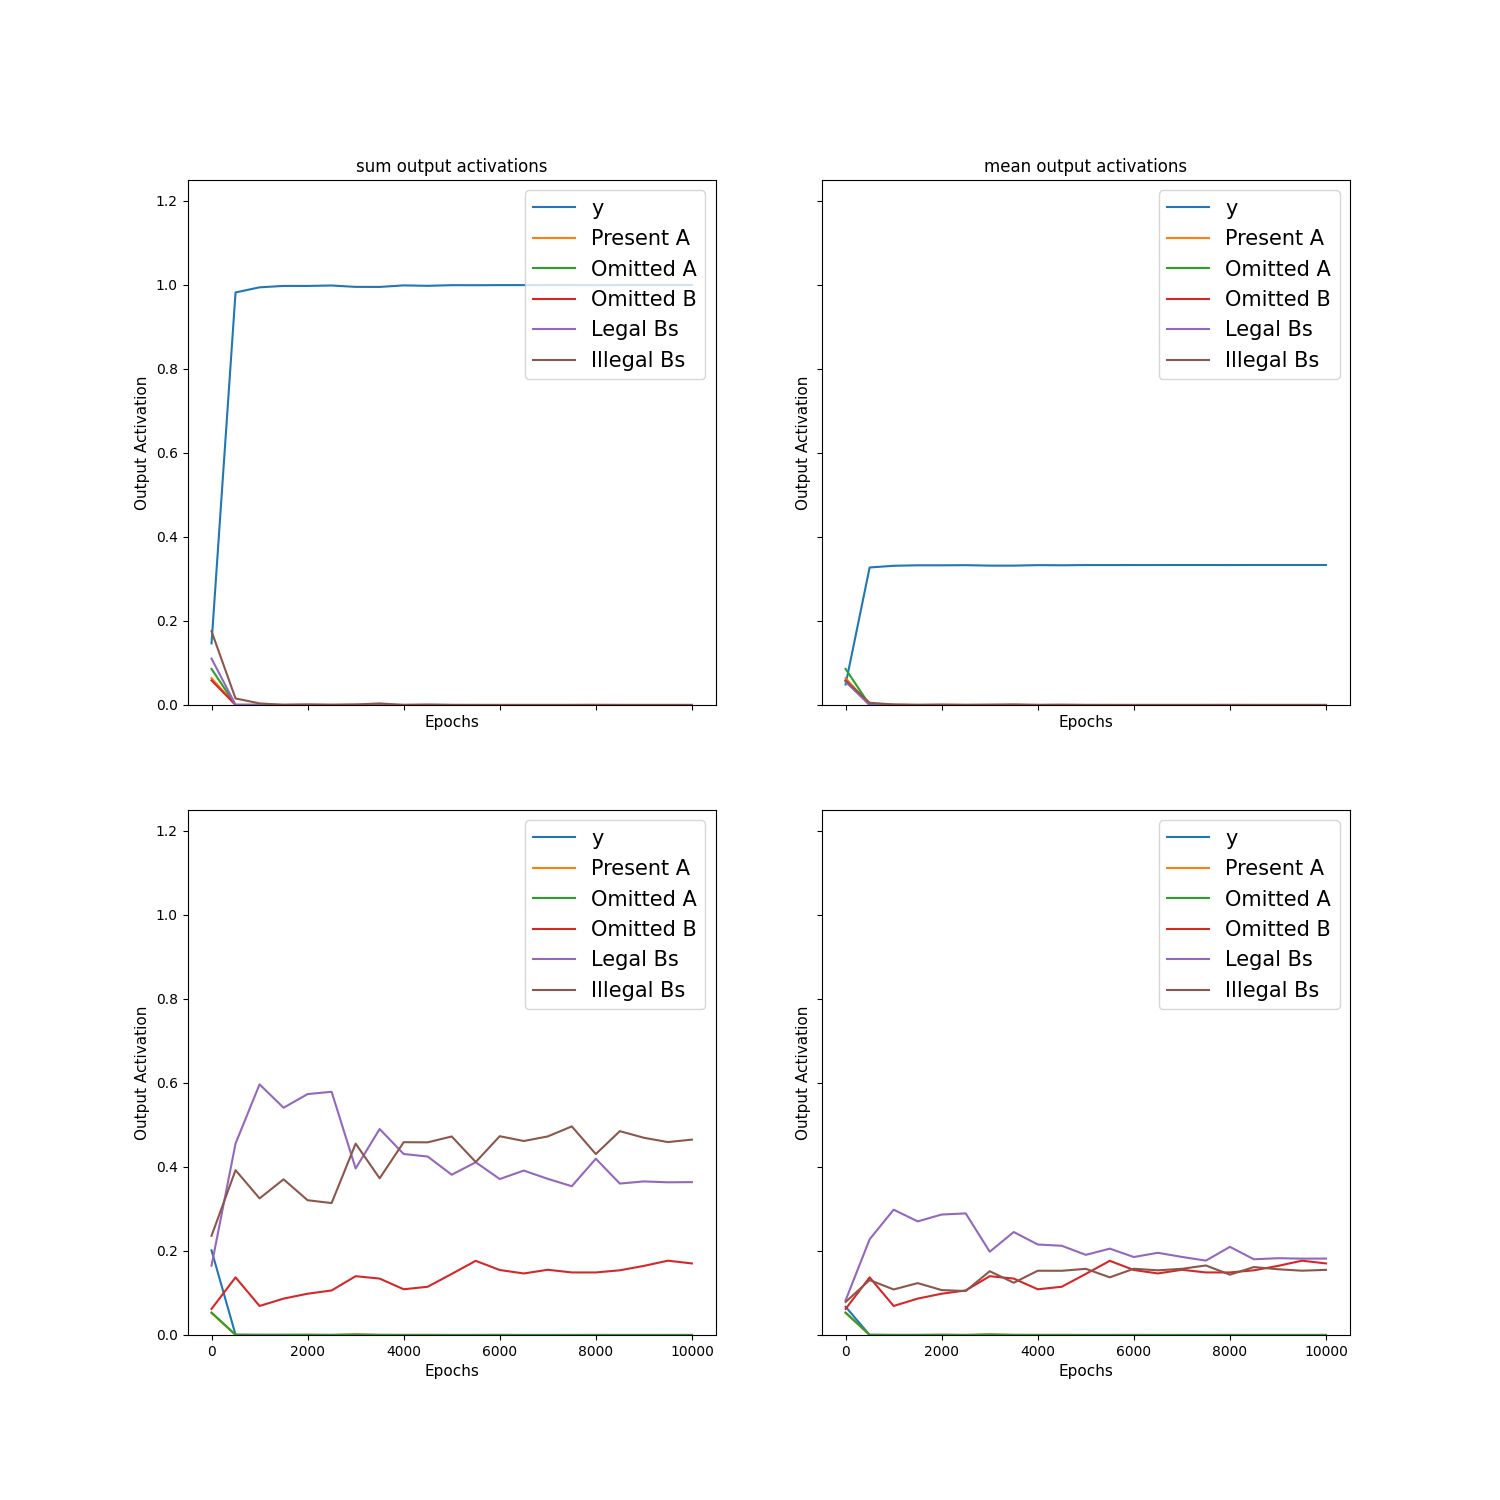 sum output activations
mean output activations
1.2
1.0
0.8
0.6
0.4
0.2
0.0
Output Activation
Epochs
y
Present A
Omitted A
Omitted B
Legal Bs
Illegal Bs
Output Activation
Epochs
y
Present A
Omitted A
Omitted B
Legal Bs
Illegal Bs
1.2
1.0
0.8
0.6
0.4
0.2
0.0
Output Activation
0 2000 4000 6000 8000 10000
Epochs
y
Present A
Omitted A
Omitted B
Legal Bs
Illegal Bs
Output Activation
0 2000 4000 6000 8000 10000
Epochs
y
Present A
Omitted A
Omitted B
Legal Bs
Illegal Bs